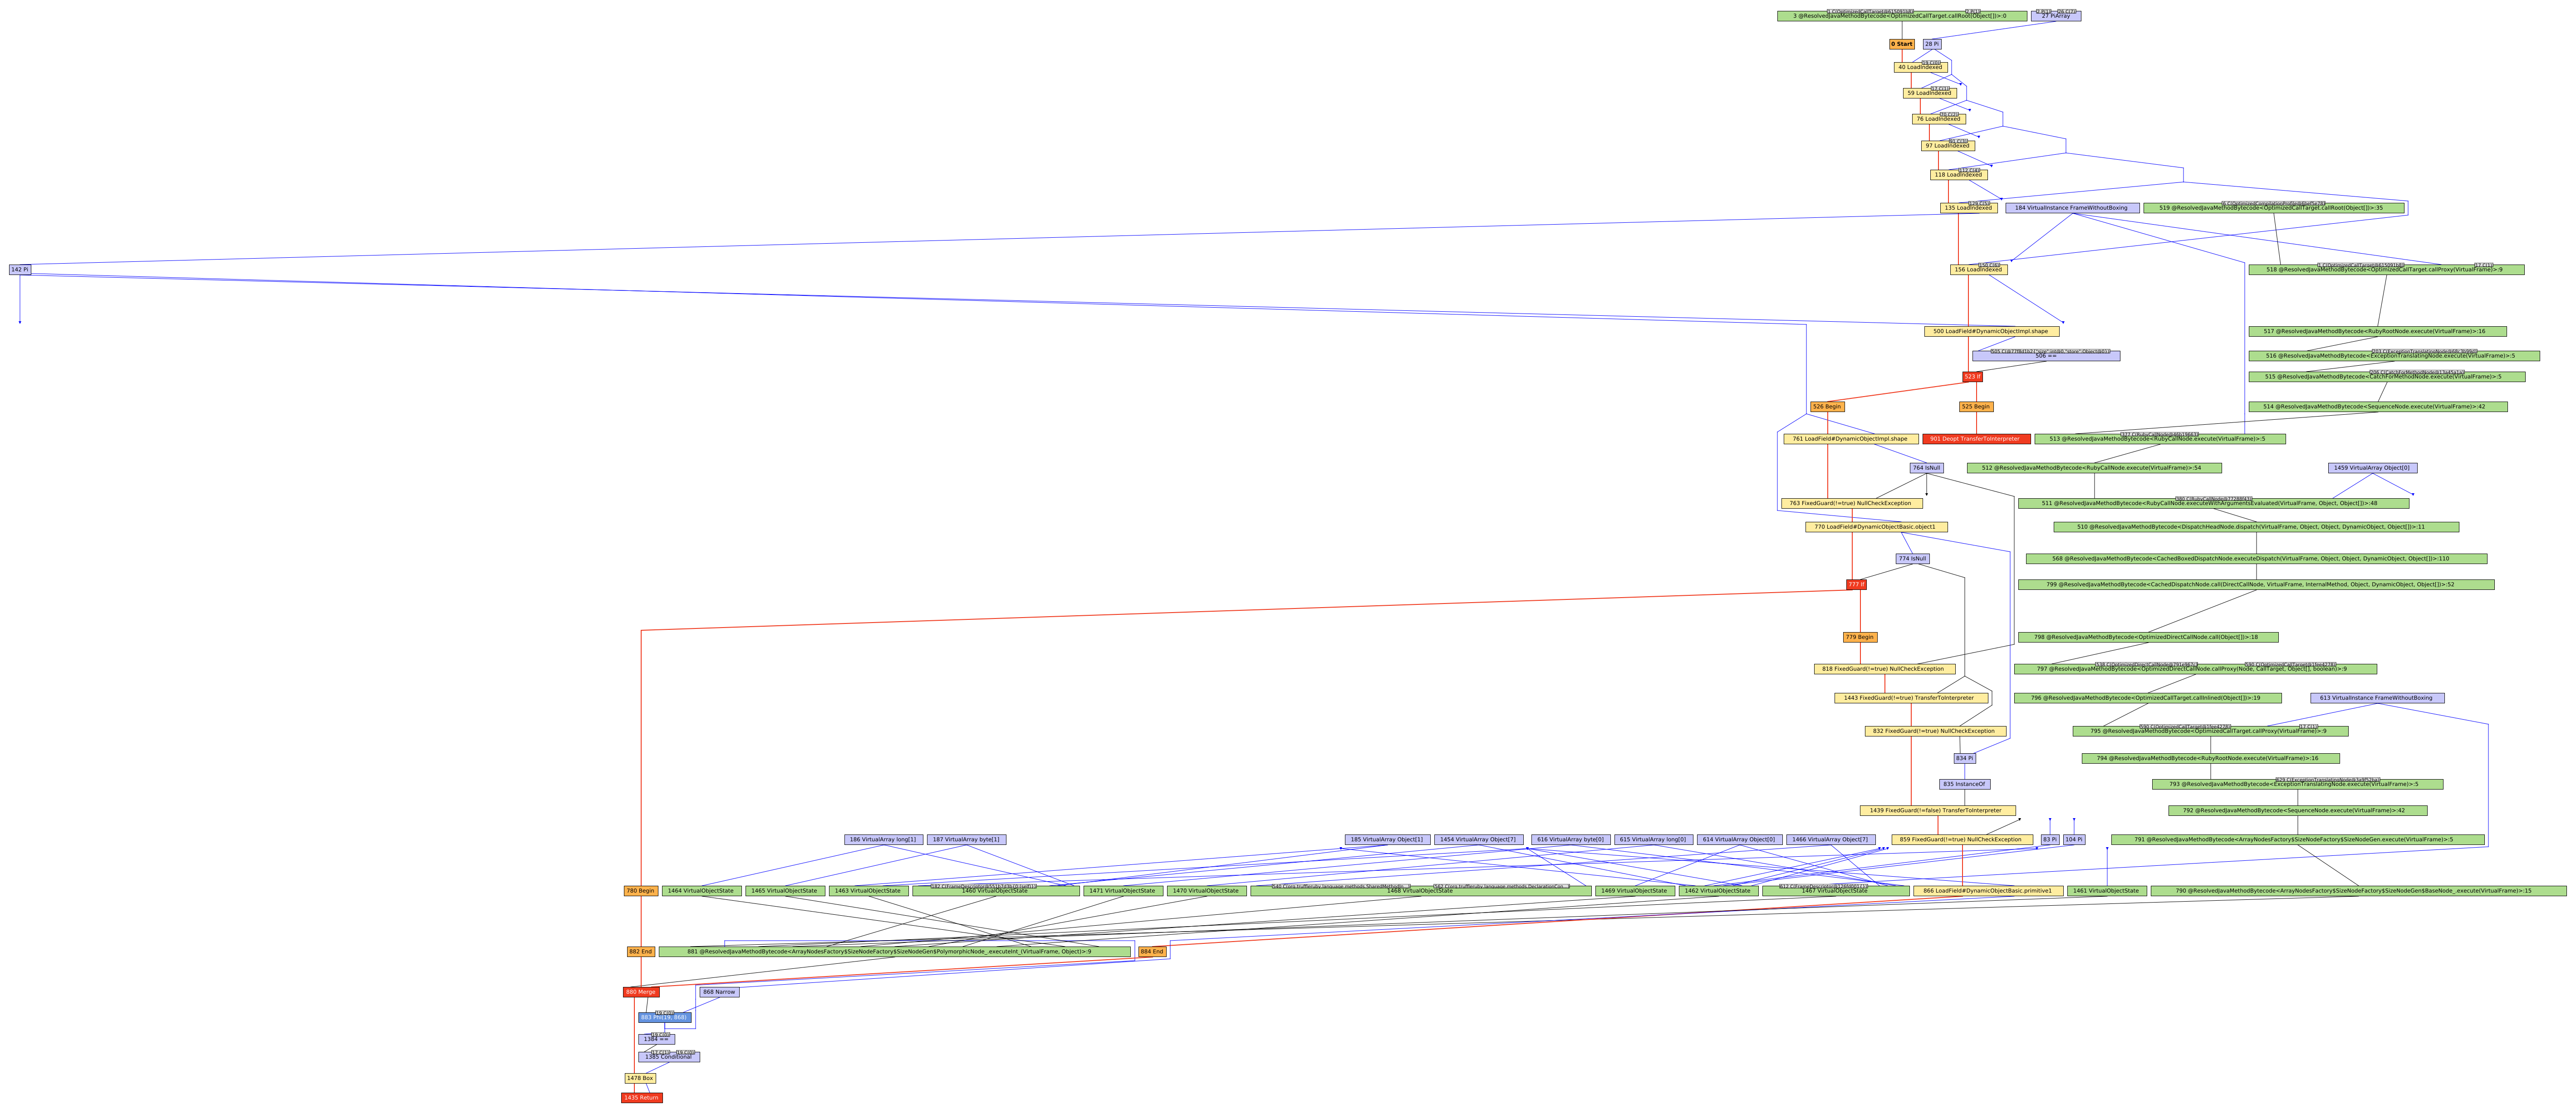 3 @ResolvedJavaMethodBytecode<OptimizedCallTarget.callRoot(Object[])>:0
27 PiArray
0 Start
28 Pi
40 LoadIndexed
59 LoadIndexed
76 LoadIndexed
97 LoadIndexed
118 LoadIndexed
135 LoadIndexed
184 VirtualInstance FrameWithoutBoxing
519 @ResolvedJavaMethodBytecode<OptimizedCallTarget.callRoot(Object[])>:35
142 Pi
156 LoadIndexed
518 @ResolvedJavaMethodBytecode<OptimizedCallTarget.callProxy(VirtualFrame)>:9
500 LoadField#DynamicObjectImpl.shape
517 @ResolvedJavaMethodBytecode<RubyRootNode.execute(VirtualFrame)>:16
506 ==
516 @ResolvedJavaMethodBytecode<ExceptionTranslatingNode.execute(VirtualFrame)>:5
523 If
515 @ResolvedJavaMethodBytecode<CatchForMethodNode.execute(VirtualFrame)>:5
526 Begin
525 Begin
514 @ResolvedJavaMethodBytecode<SequenceNode.execute(VirtualFrame)>:42
761 LoadField#DynamicObjectImpl.shape
901 Deopt TransferToInterpreter
513 @ResolvedJavaMethodBytecode<RubyCallNode.execute(VirtualFrame)>:5
764 IsNull
512 @ResolvedJavaMethodBytecode<RubyCallNode.execute(VirtualFrame)>:54
1459 VirtualArray Object[0]
763 FixedGuard(!=true) NullCheckException
511 @ResolvedJavaMethodBytecode<RubyCallNode.executeWithArgumentsEvaluated(VirtualFrame, Object, Object[])>:48
770 LoadField#DynamicObjectBasic.object1
510 @ResolvedJavaMethodBytecode<DispatchHeadNode.dispatch(VirtualFrame, Object, Object, DynamicObject, Object[])>:11
774 IsNull
568 @ResolvedJavaMethodBytecode<CachedBoxedDispatchNode.executeDispatch(VirtualFrame, Object, Object, DynamicObject, Object[])>:110
777 If
799 @ResolvedJavaMethodBytecode<CachedDispatchNode.call(DirectCallNode, VirtualFrame, InternalMethod, Object, DynamicObject, Object[])>:52
779 Begin
798 @ResolvedJavaMethodBytecode<OptimizedDirectCallNode.call(Object[])>:18
818 FixedGuard(!=true) NullCheckException
797 @ResolvedJavaMethodBytecode<OptimizedDirectCallNode.callProxy(Node, CallTarget, Object[], boolean)>:9
1443 FixedGuard(!=true) TransferToInterpreter
796 @ResolvedJavaMethodBytecode<OptimizedCallTarget.callInlined(Object[])>:19
613 VirtualInstance FrameWithoutBoxing
832 FixedGuard(!=true) NullCheckException
795 @ResolvedJavaMethodBytecode<OptimizedCallTarget.callProxy(VirtualFrame)>:9
834 Pi
794 @ResolvedJavaMethodBytecode<RubyRootNode.execute(VirtualFrame)>:16
835 InstanceOf
793 @ResolvedJavaMethodBytecode<ExceptionTranslatingNode.execute(VirtualFrame)>:5
1439 FixedGuard(!=false) TransferToInterpreter
792 @ResolvedJavaMethodBytecode<SequenceNode.execute(VirtualFrame)>:42
186 VirtualArray long[1]
187 VirtualArray byte[1]
185 VirtualArray Object[1]
1454 VirtualArray Object[7]
616 VirtualArray byte[0]
615 VirtualArray long[0]
614 VirtualArray Object[0]
1466 VirtualArray Object[7]
859 FixedGuard(!=true) NullCheckException
83 Pi
104 Pi
791 @ResolvedJavaMethodBytecode<ArrayNodesFactory$SizeNodeFactory$SizeNodeGen.execute(VirtualFrame)>:5
780 Begin
1464 VirtualObjectState
1465 VirtualObjectState
1463 VirtualObjectState
1460 VirtualObjectState
1471 VirtualObjectState
1470 VirtualObjectState
1468 VirtualObjectState
1469 VirtualObjectState
1462 VirtualObjectState
1467 VirtualObjectState
866 LoadField#DynamicObjectBasic.primitive1
1461 VirtualObjectState
790 @ResolvedJavaMethodBytecode<ArrayNodesFactory$SizeNodeFactory$SizeNodeGen$BaseNode_.execute(VirtualFrame)>:15
882 End
881 @ResolvedJavaMethodBytecode<ArrayNodesFactory$SizeNodeFactory$SizeNodeGen$PolymorphicNode_.executeInt_(VirtualFrame, Object)>:9
884 End
880 Merge
868 Narrow
883 Phi(19, 868)
1384 ==
1385 Conditional
1478 Box
1435 Return